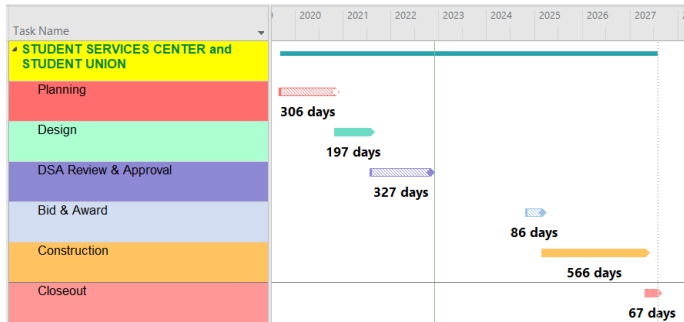 2020 2021 2022 2023 2024 2025 2026 2027
Task Name
STUDENT SERVICES CENTER and
STUDENT UNION
Planning
306 days
Design
197 days
DSA Review & Approval
327 days
Bid & Award
86 days
Construction
566 days
Closeout
67 days